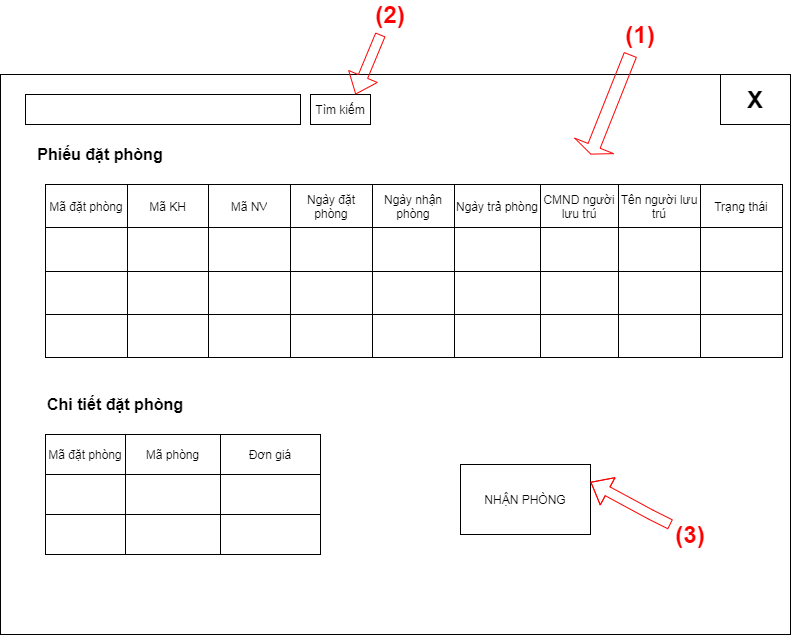 (2)
(1)
Tìm kiếm
X
Phiếu đặt phòng
Mã đặt phòng
Mã KH
Mã NV
Ngày đặt
phòng
Ngày nhận
phòng
Ngày trả phòng
CMND người
lưu trú
Tên người lưu
trú
Trạng thái
Chi tiết đặt phòng
Mã đặt phòng
Mã phòng
Đơn giá
NHẬN PHÒNG
(3)